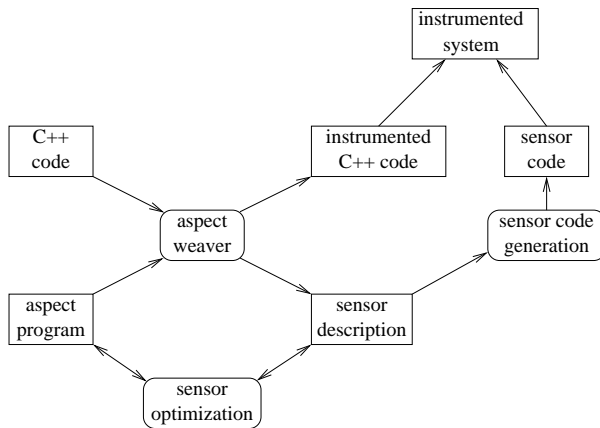 instrumented
system
C++
code
instrumented
C++ code
sensor
code
aspect
weaver
sensor code
generation
aspect
program
sensor
description
sensor
optimization